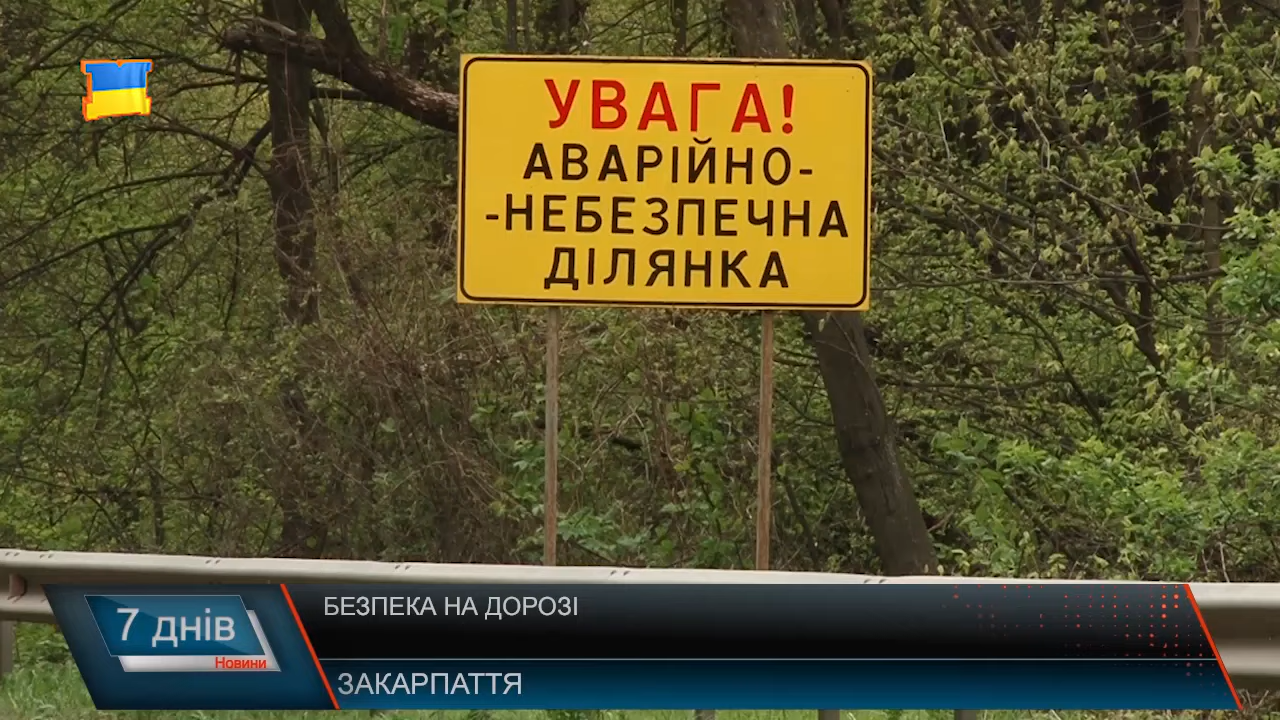 УВАГА!
АВАРІЙНО-
-НЕБЕЗПЕЧНА
ДІЛЯНКА
7 днів
Новини
БЕЗПЕКА НА ДОРОЗІ
ЗАКАРПАТТЯ